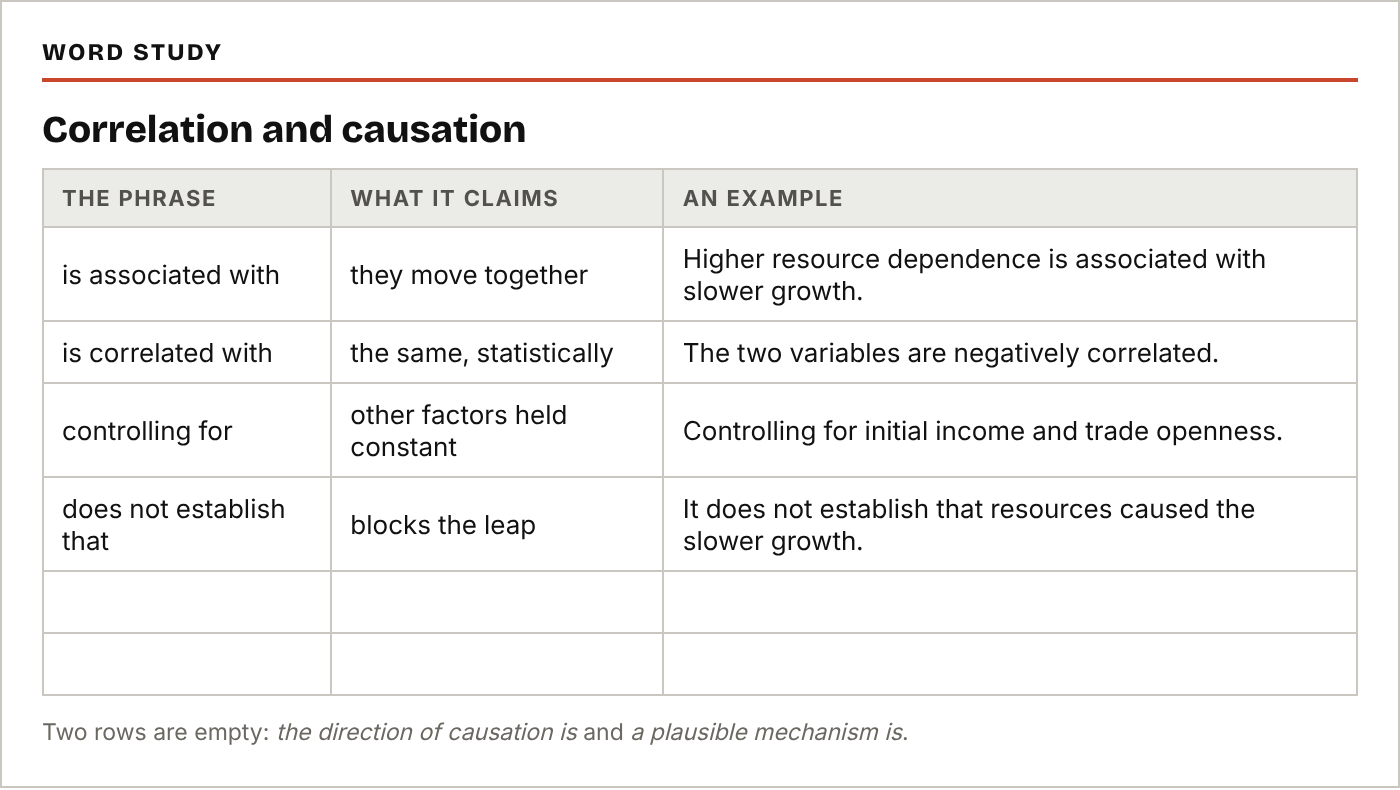 WORD STUDY
Correlation and causation
THE PHRASE
WHAT IT CLAIMS
AN EXAMPLE
is associated with
they move together
Higher resource dependence is associated with
slower growth.
is correlated with
the same, statistically
The two variables are negatively correlated.
controlling for
other factors held
constant
Controlling for initial income and trade openness.
does not establish
that
blocks the leap
It does not establish that resources caused the
slower growth.
Two rows are empty: the direction of causation is and a plausible mechanism is.